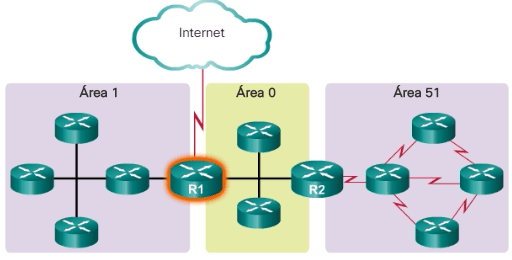 Internet
Área 1
Área 0
Área 51
R1
R2